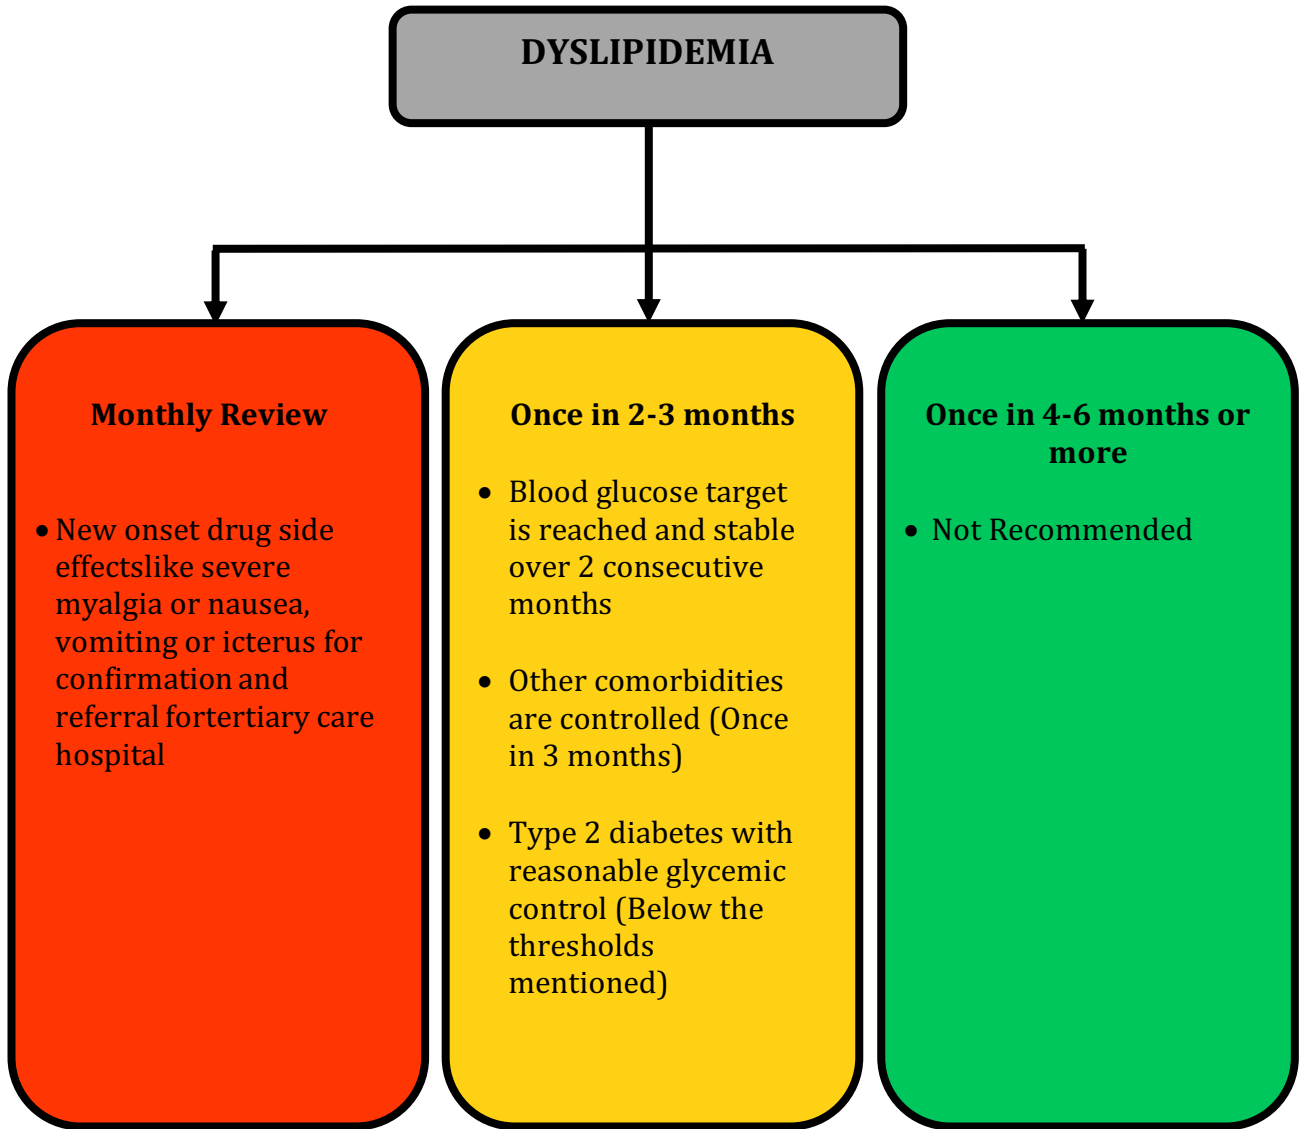 DYSLIPIDEMIA
Monthly Review
• New onset drug side
effectslike severe
myalgia or nausea,
vomiting or icterus for
confirmation and
referral fortertiary care
hospital
Once in 2-3 months
• Blood glucose target
is reached and stable
over 2 consecutive
months
• Other comorbidities
are controlled (Once
in 3 months)
• Type 2 diabetes with
reasonable glycemic
control (Below the
thresholds
mentioned)
Once in 4-6 months or
more
• Not Recommended